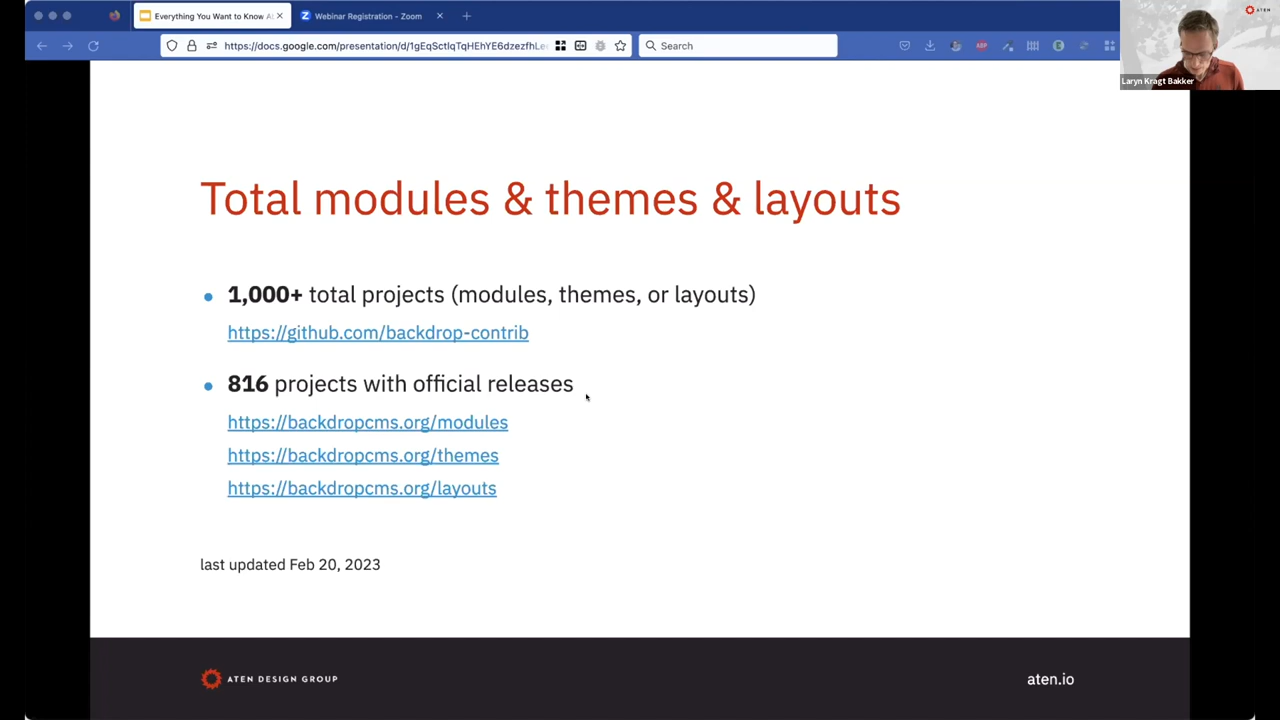 Everything You Want to Know A
Webinar Registration - Zoom
https://docs.google.com/presentation/d/1gEqSctlqTqHEhYE6dzezfhLe
Search
ABP
ATEN
Laryn Kragt Bakker
Total modules & themes & layouts
1,000+ total projects (modules, themes, or layouts)
https://github.com/backdrop-contrib
816 projects with official releases
https://backdropcms.org/modules
https://backdropcms.org/themes
https://backdropcms.org/layouts
last updated Feb 20, 2023
ATEN DESIGN GROUP
aten.io